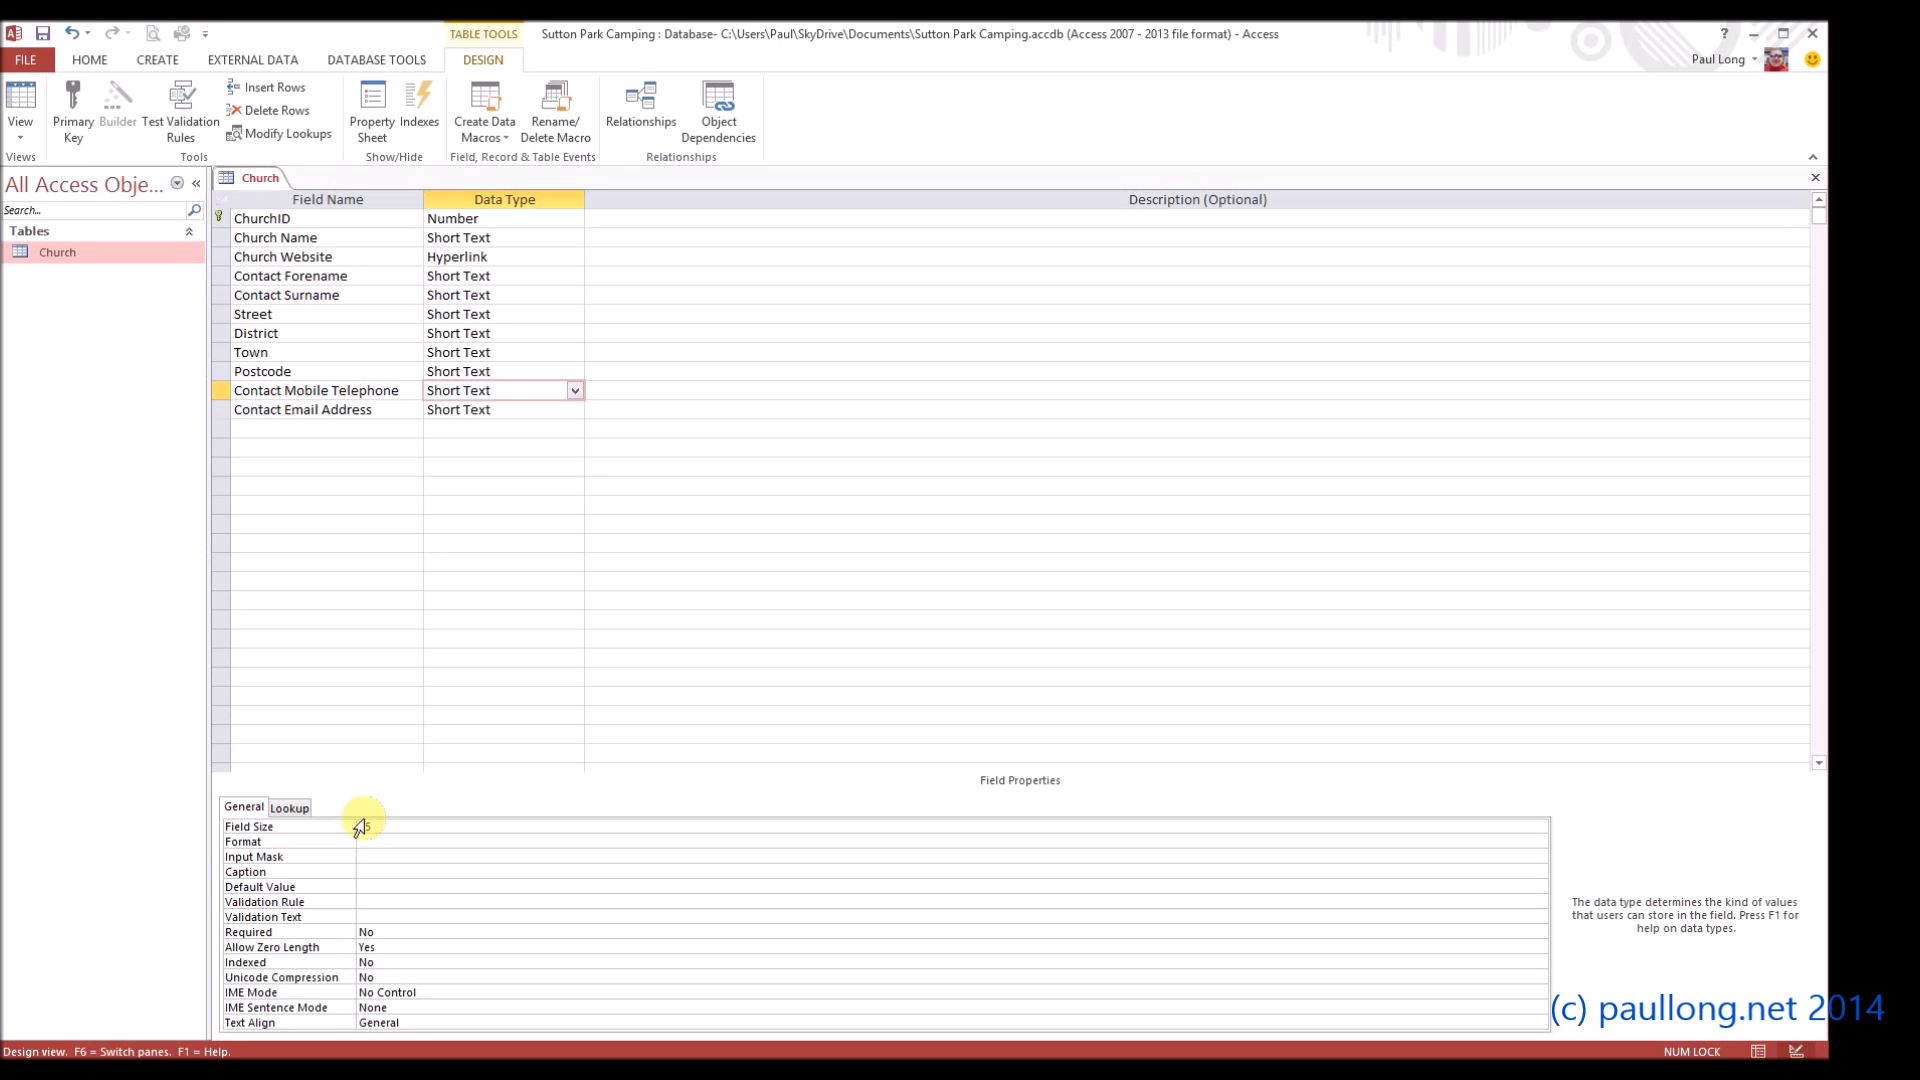 TABLE TOOLS
Sutton Park Camping : Database- C:\Users\Paul\SkyDrive\Documents\Sutton Park Camping.accdb (Access 2007 - 2013 file format) - Access
?
FILE HOME CREATE EXTERNAL DATA DATABASE TOOLS DESIGN
Paul Long
View
Primary Key
Builder
Test Validation Rules
Insert Rows
Delete Rows
Modify Lookups
Property Sheet
Indexes
Create Data Macros
Rename/ Delete Macro
Relationships
Object Dependencies
Views Tools Show/Hide Field, Record & Table Events Relationships
All Access Obje...
Search...
Tables
Church
Church
Field Name Data Type Description (Optional)
ChurchID Number
Church Name Short Text
Church Website Hyperlink
Contact Forename Short Text
Contact Surname Short Text
Street Short Text
District Short Text
Town Short Text
Postcode Short Text
Contact Mobile Telephone Short Text
Contact Email Address Short Text
Field Properties
General Lookup
Field Size
Format
Input Mask
Caption
Default Value
Validation Rule
Validation Text
Required No
Allow Zero Length Yes
Indexed No
Unicode Compression No
IME Mode No Control
IME Sentence Mode None
Text Align General
The data type determines the kind of values
that users can store in the field. Press F1 for
help on data types.
(c) paullong.net 2014
Design view. F6 = Switch panes. F1 = Help.
NUM LOCK